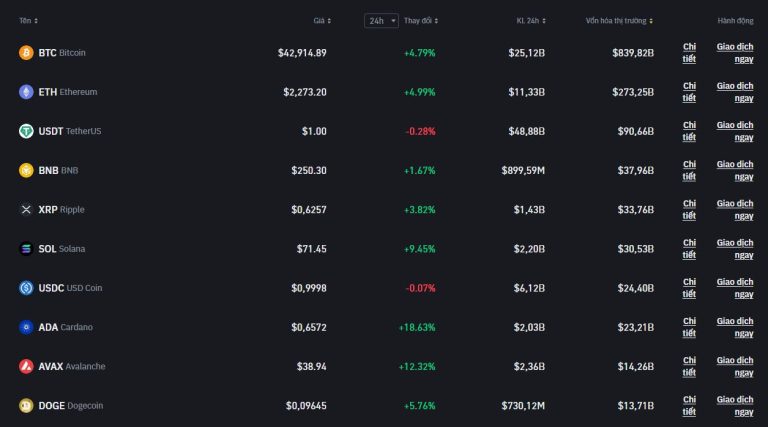 Tên Giá 24h Thay đổi KL 24h Vốn hóa thị trường Hành động
BTC Bitcoin $42,914.89 +4.79% $25,12B $839,82B Chi tiết Giao dịch ngay
ETH Ethereum $2,273.20 +4.99% $11,33B $273,25B Chi tiết Giao dịch ngay
USDT TetherUS $1.00 -0.28% $48,88B $90,66B Chi tiết Giao dịch ngay
BNB BNB $250.30 +1.67% $899,59M $37,96B Chi tiết Giao dịch ngay
XRP Ripple $0,6257 +3.82% $1,43B $33,76B Chi tiết Giao dịch ngay
SOL Solana $71.45 +9.45% $2,20B $30,53B Chi tiết Giao dịch ngay
USDC USD Coin $0,9998 -0.07% $6,12B $24,40B Chi tiết Giao dịch ngay
ADA Cardano $0,6572 +18.63% $2,03B $23,21B Chi tiết Giao dịch ngay
AVAX Avalanche $38.94 +12.32% $2,36B $14,26B Chi tiết Giao dịch ngay
DOGE Dogecoin $0,09645 +5.76% $730,12M $13,71B Chi tiết Giao dịch ngay